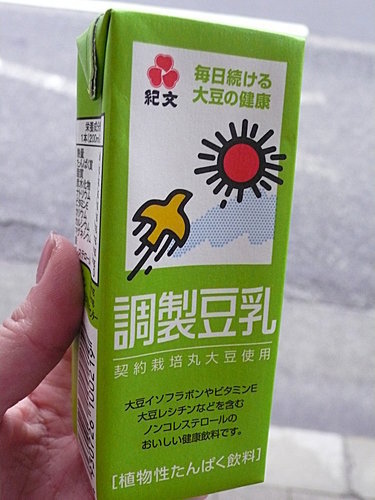 紀文
毎日続ける
大豆の健康
調製豆乳
契約栽培丸大豆使用
大豆イソフラボンやビタミンE
大豆レシチンなどを含む
ノンコレステロールの
おいしい健康飲料です。
[植物性たんぱく飲料]
栄養成分